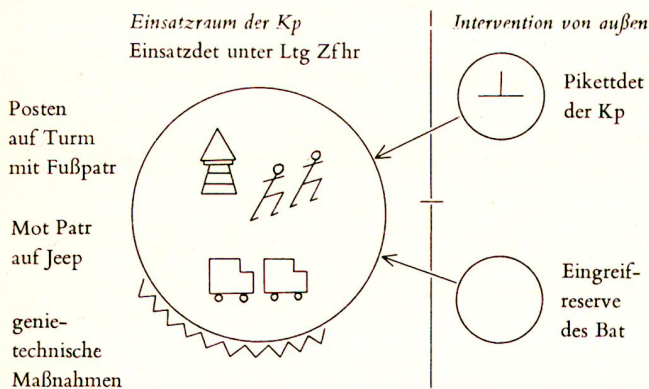 Einsatzraum der Kp
Einsatzdet unter Ltg Zfhr
Intervention von außen
Posten
auf Turm
mit Fußpatr
Mot Patr
auf Jeep
genie-
technische
Maßnahmen
Pikettdet
der Kp
Eingreif-
reserve
des Bat